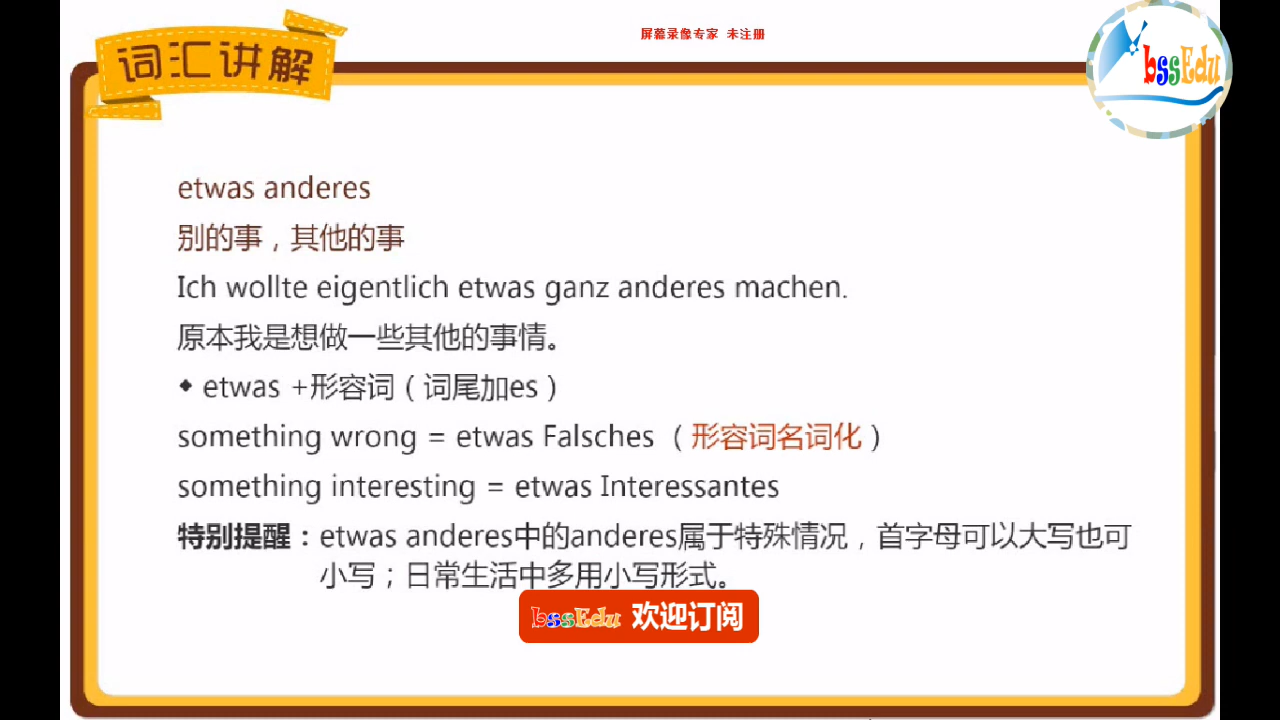 屏幕录像专家 未注册
词汇讲解
bssEdu
etwas anderes
别的事，其他的事
Ich wollte eigentlich etwas ganz anderes machen.
原本我是想做一些其他的事情。
◆ etwas +形容词（词尾加es）
something wrong = etwas Falsches （形容词名词化）
something interesting = etwas Interessantes
特别提醒：etwas anderes中的anderes属于特殊情况，首字母可以大写也可
小写；日常生活中多用小写形式。
bssEdu 欢迎订阅